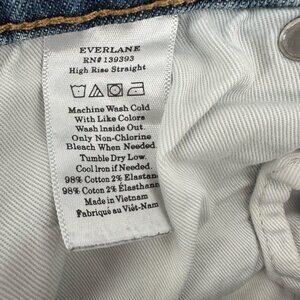 EVERLANE
RN# 139393
High Rise Straight
Machine Wash Cold
With Like Colors
Wash Inside Out.
Only Non-Chlorine
Bleach When Needed.
Tumble Dry Low.
Cool Iron if Needed.
98% Cotton 2% Elastane
98% Cotton 2% Élasthane
Made in Vietnam
Fabriqué au Viêt-Nam